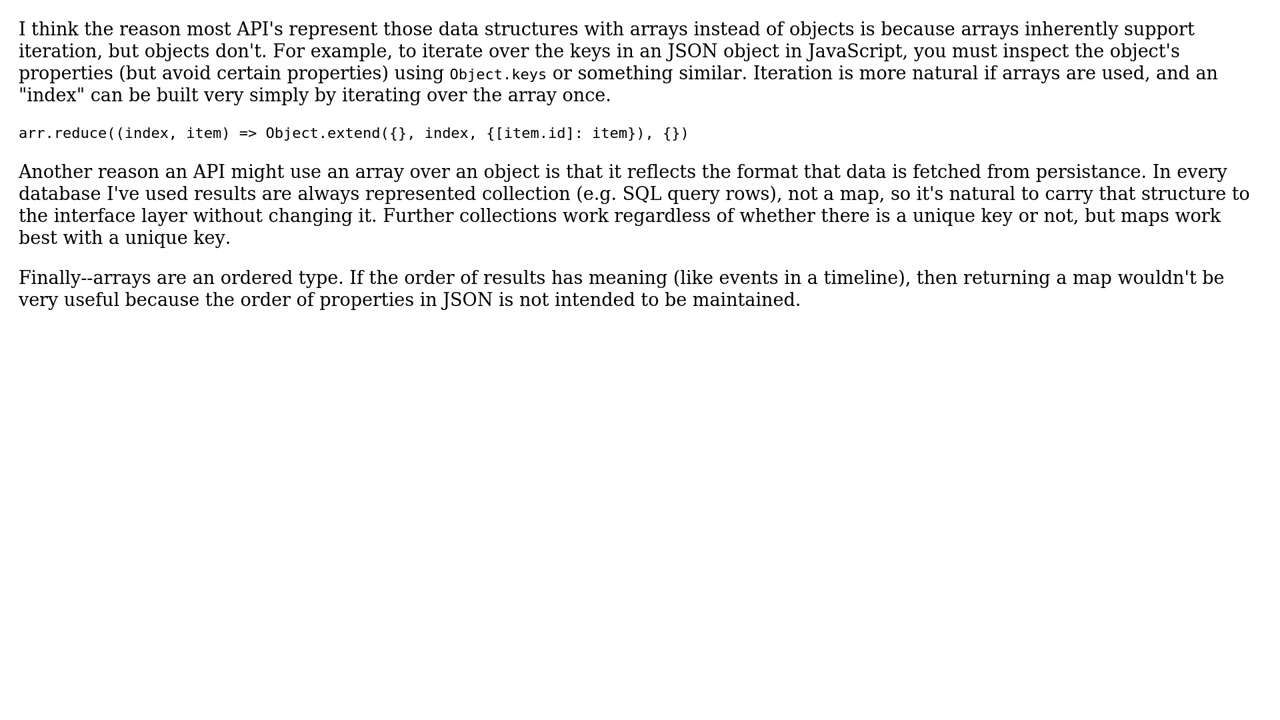 I think the reason most API's represent those data structures with arrays instead of objects is because arrays inherently support
iteration, but objects don't. For example, to iterate over the keys in an JSON object in JavaScript, you must inspect the object's
properties (but avoid certain properties) using Object.keys or something similar. Iteration is more natural if arrays are used, and an
"index" can be built very simply by iterating over the array once.
arr.reduce((index, item) => Object.extend({}, index, {[item.id]: item}), {})
Another reason an API might use an array over an object is that it reflects the format that data is fetched from persistance. In every
database I've used results are always represented collection (e.g. SQL query rows), not a map, so it's natural to carry that structure to
the interface layer without changing it. Further collections work regardless of whether there is a unique key or not, but maps work
best with a unique key.
Finally--arrays are an ordered type. If the order of results has meaning (like events in a timeline), then returning a map wouldn't be
very useful because the order of properties in JSON is not intended to be maintained.